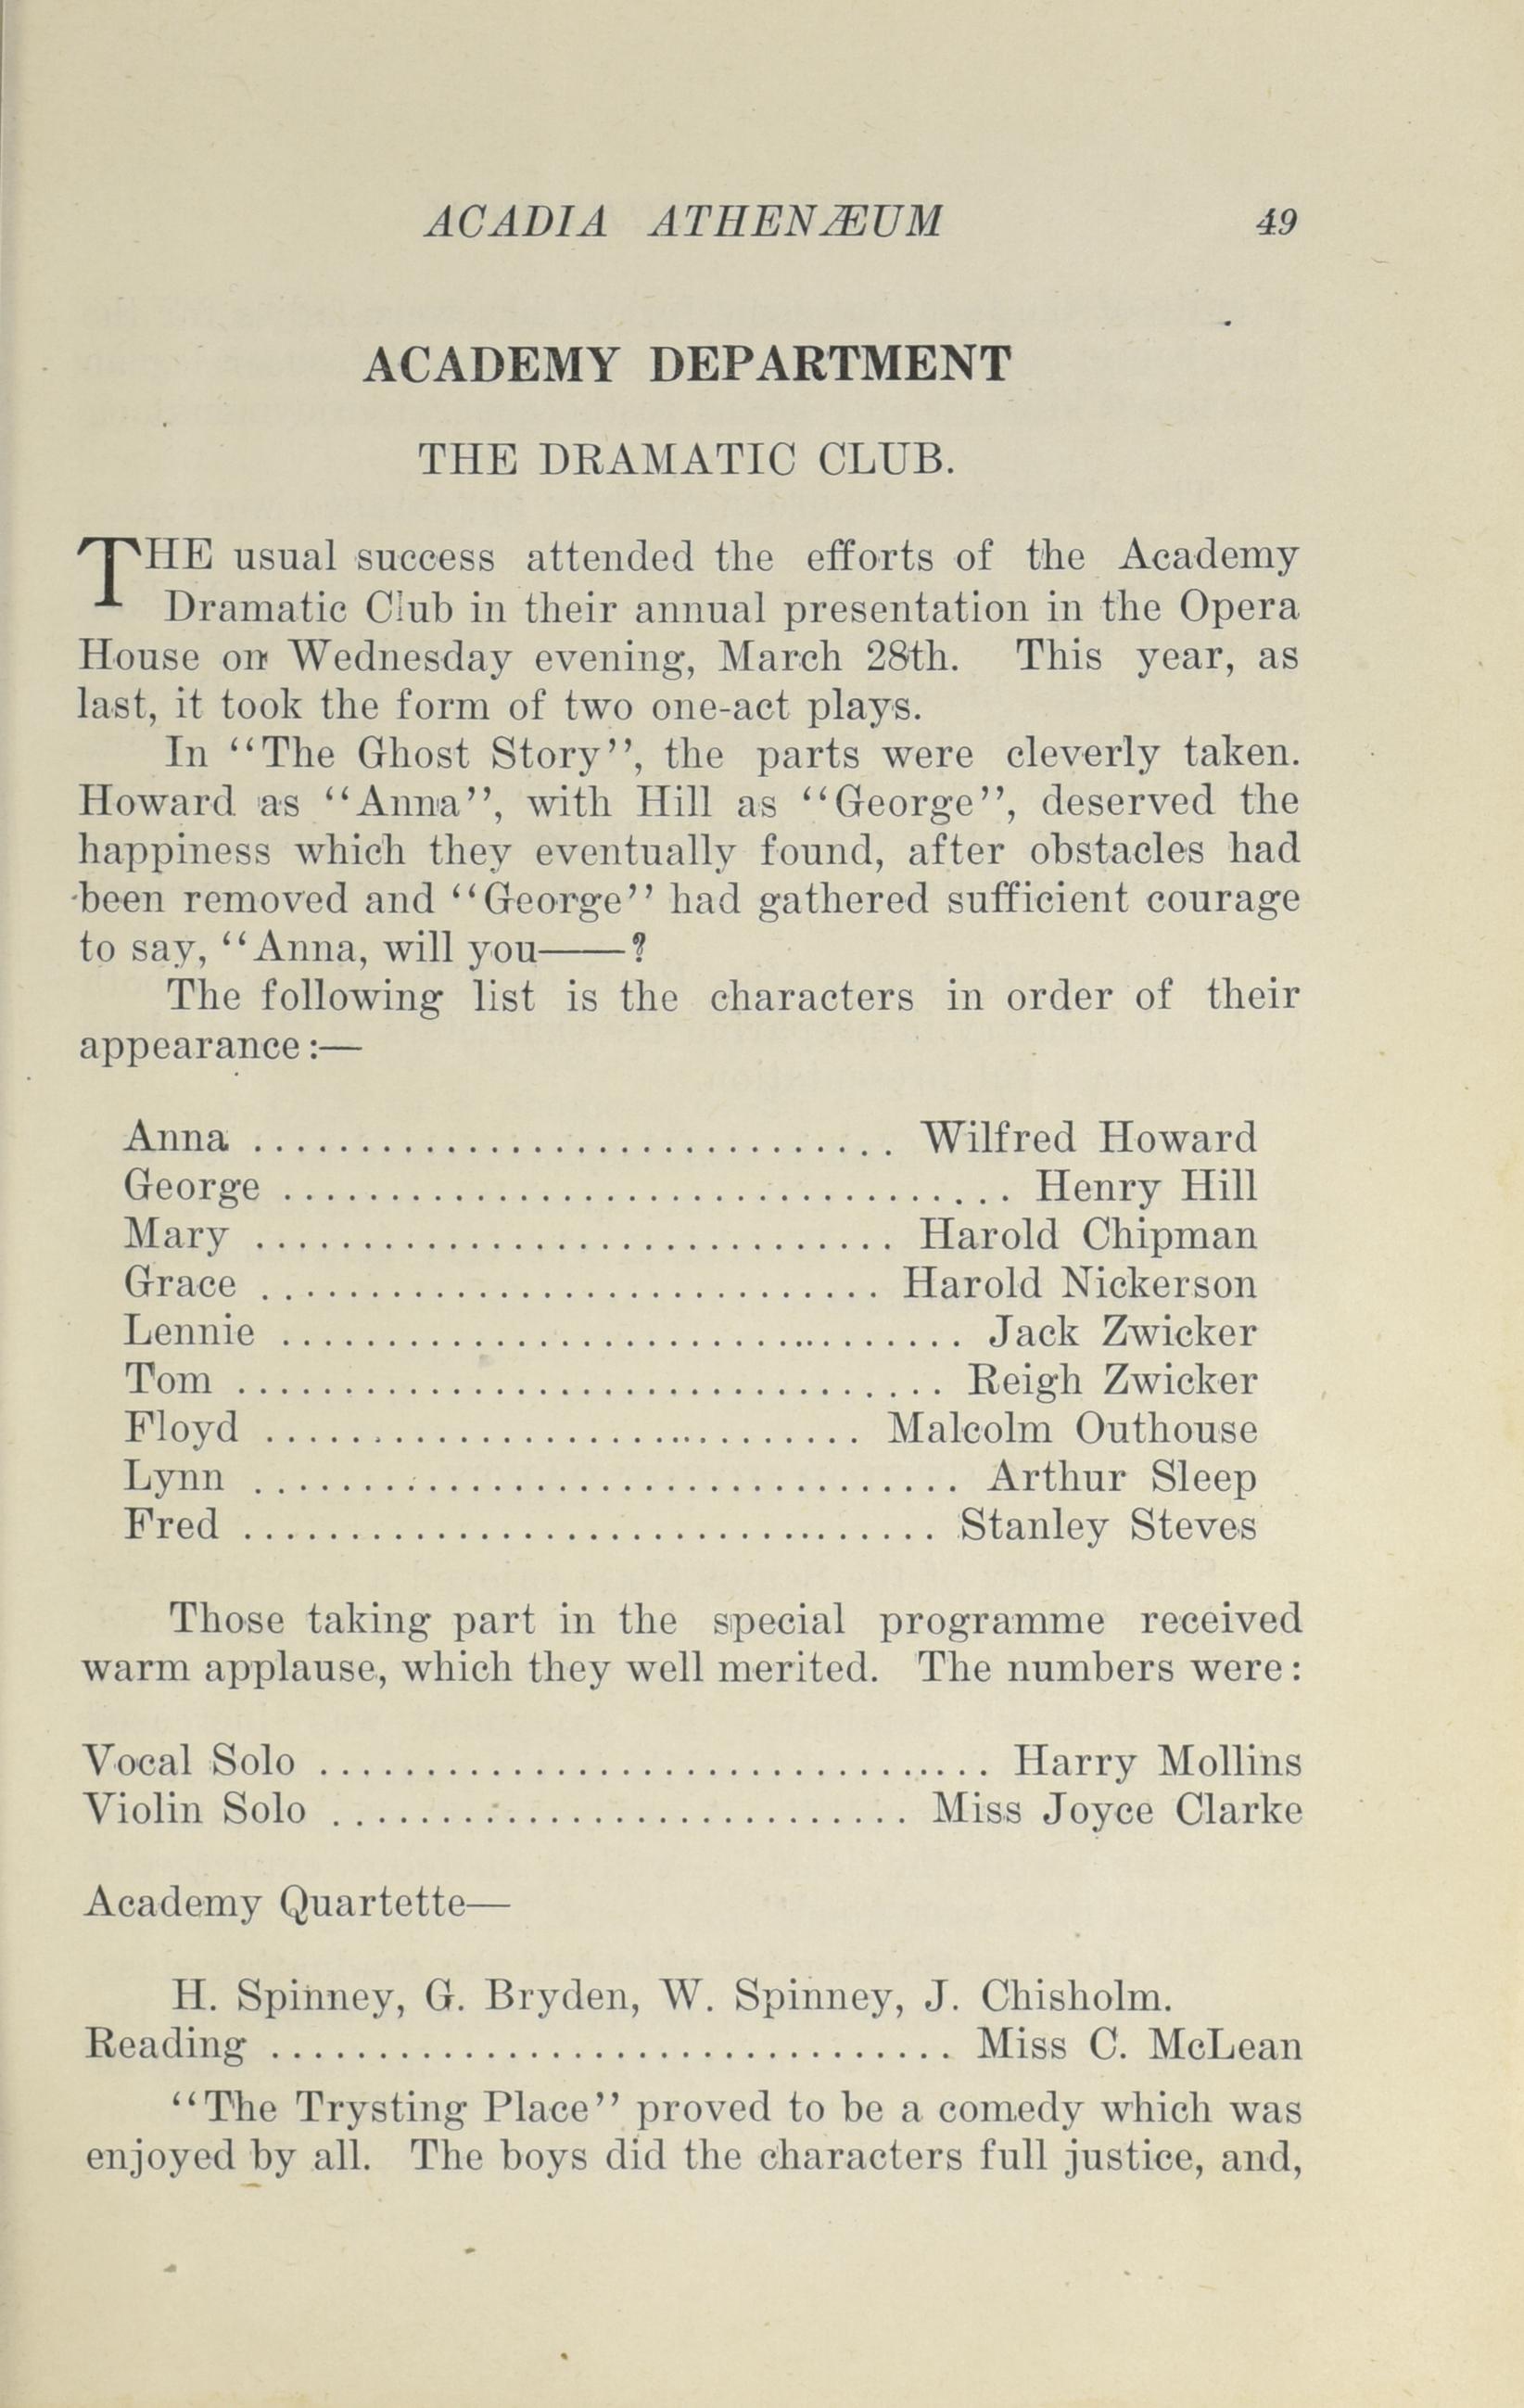 ACADIA ATHENÆUM 49
ACADEMY DEPARTMENT
THE DRAMATIC CLUB.
THE usual success attended the efforts of the Academy
Dramatic Club in their annual presentation in the Opera
House on Wednesday evening, March 28th. This year, as
last, it took the form of two one-act plays.
In "The Ghost Story", the parts were cleverly taken.
Howard as "Anna", with Hill as "George", deserved the
happiness which they eventually found, after obstacles had
been removed and "George" had gathered sufficient courage
to say, "Anna, will you——?
The following list is the characters in order of their
appearance:—
Anna .............................. Wilfred Howard
George .................................. Henry Hill
Mary .............................. Harold Chipman
Grace ............................. Harold Nickerson
Lennie ................................ Jack Zwicker
Tom ................................. Reigh Zwicker
Floyd ............................ Malcolm Outhouse
Lynn ................................. Arthur Sleep
Fred ................................ Stanley Steves
Those taking part in the special programme received
warm applause, which they well merited. The numbers were:
Vocal Solo ............................... Harry Mollins
Violin Solo ........................... Miss Joyce Clarke
Academy Quartette—
H. Spinney, G. Bryden, W. Spinney, J. Chisholm.
Reading ................................ Miss C. McLean
"The Trysting Place" proved to be a comedy which was
enjoyed by all. The boys did the characters full justice, and,